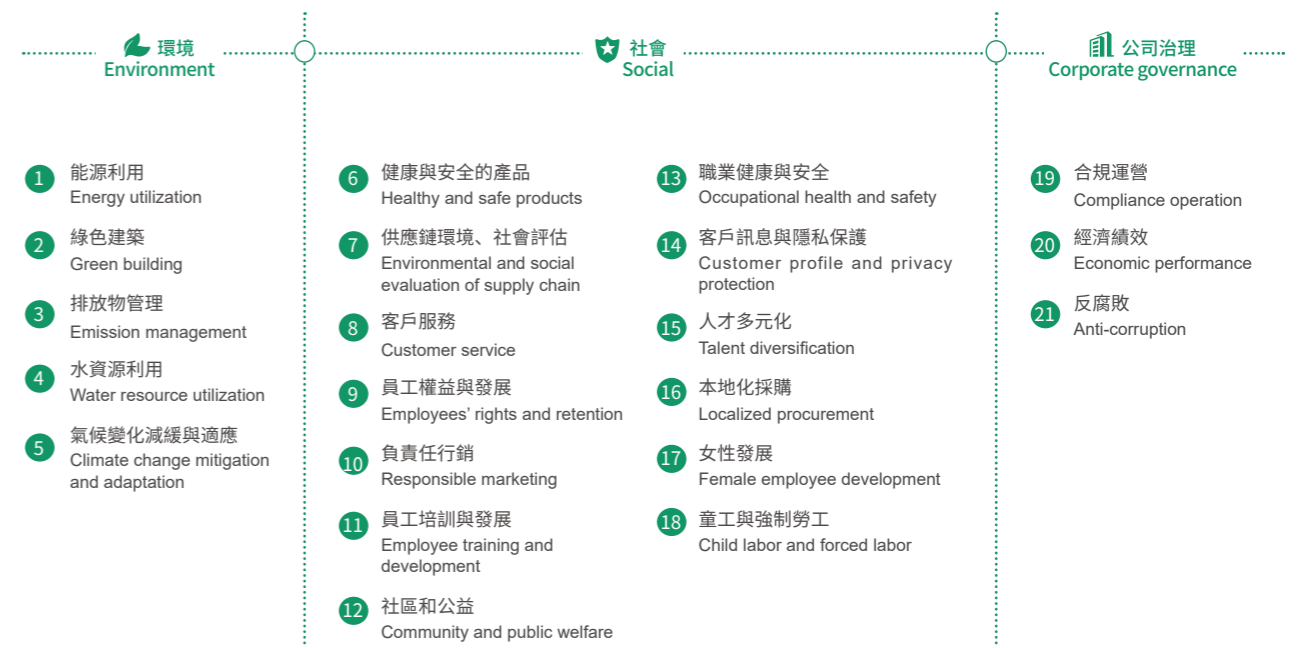 環境
Environment
社會
Social
公司治理
Corporate governance
1
能源利用
Energy utilization
2
綠色建築
Green building
3
排放物管理
Emission management
4
水資源利用
Water resource utilization
5
氣候變化減緩與適應
Climate change mitigation
and adaptation
6
健康與安全的產品
Healthy and safe products
7
供應鏈環境、社會評估
Environmental and social
evaluation of supply chain
8
客戶服務
Customer service
9
員工權益與發展
Employees’ rights and retention
10
負責任行銷
Responsible marketing
11
員工培訓與發展
Employee training and
development
12
社區和公益
Community and public welfare
13
職業健康與安全
Occupational health and safety
14
客戶訊息與隱私保護
Customer profile and privacy
protection
15
人才多元化
Talent diversification
16
本地化採購
Localized procurement
17
女性發展
Female employee development
18
童工與強制勞工
Child labor and forced labor
19
合規運營
Compliance operation
20
經濟績效
Economic performance
21
反腐敗
Anti-corruption